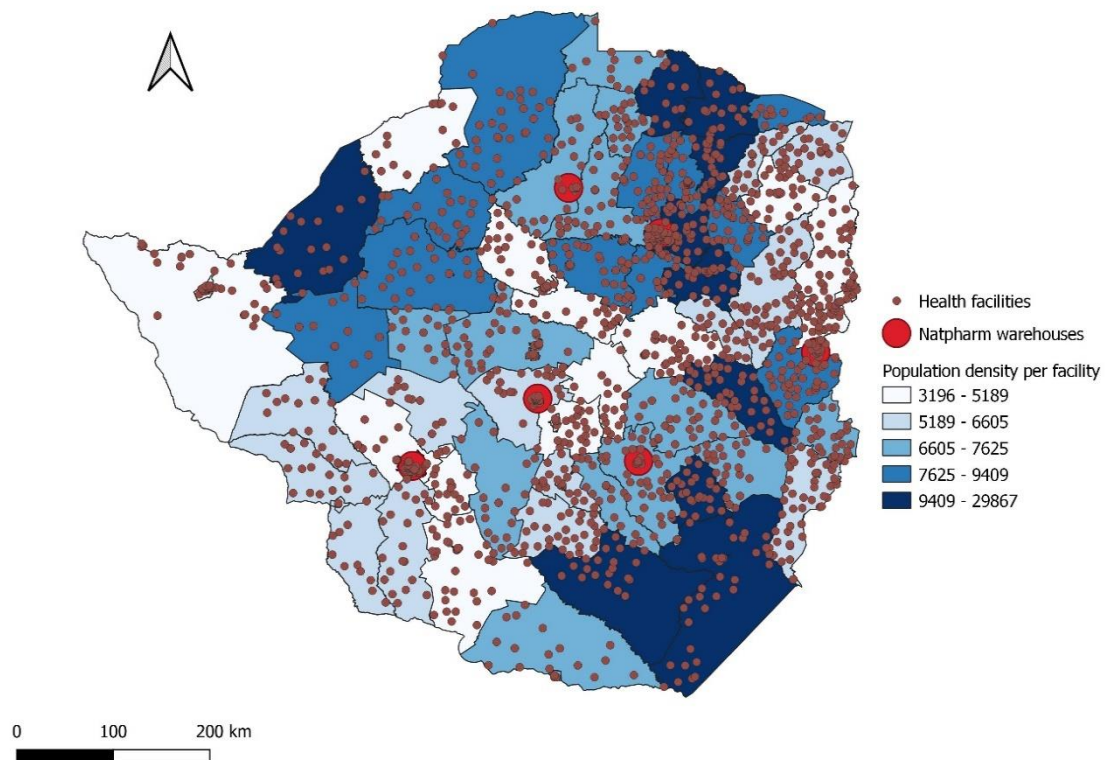 Health facilities
Natpharm warehouses
Population density per facility
3196 - 5189
5189 - 6605
6605 - 7625
7625 - 9409
9409 - 29867
0 100 200 km